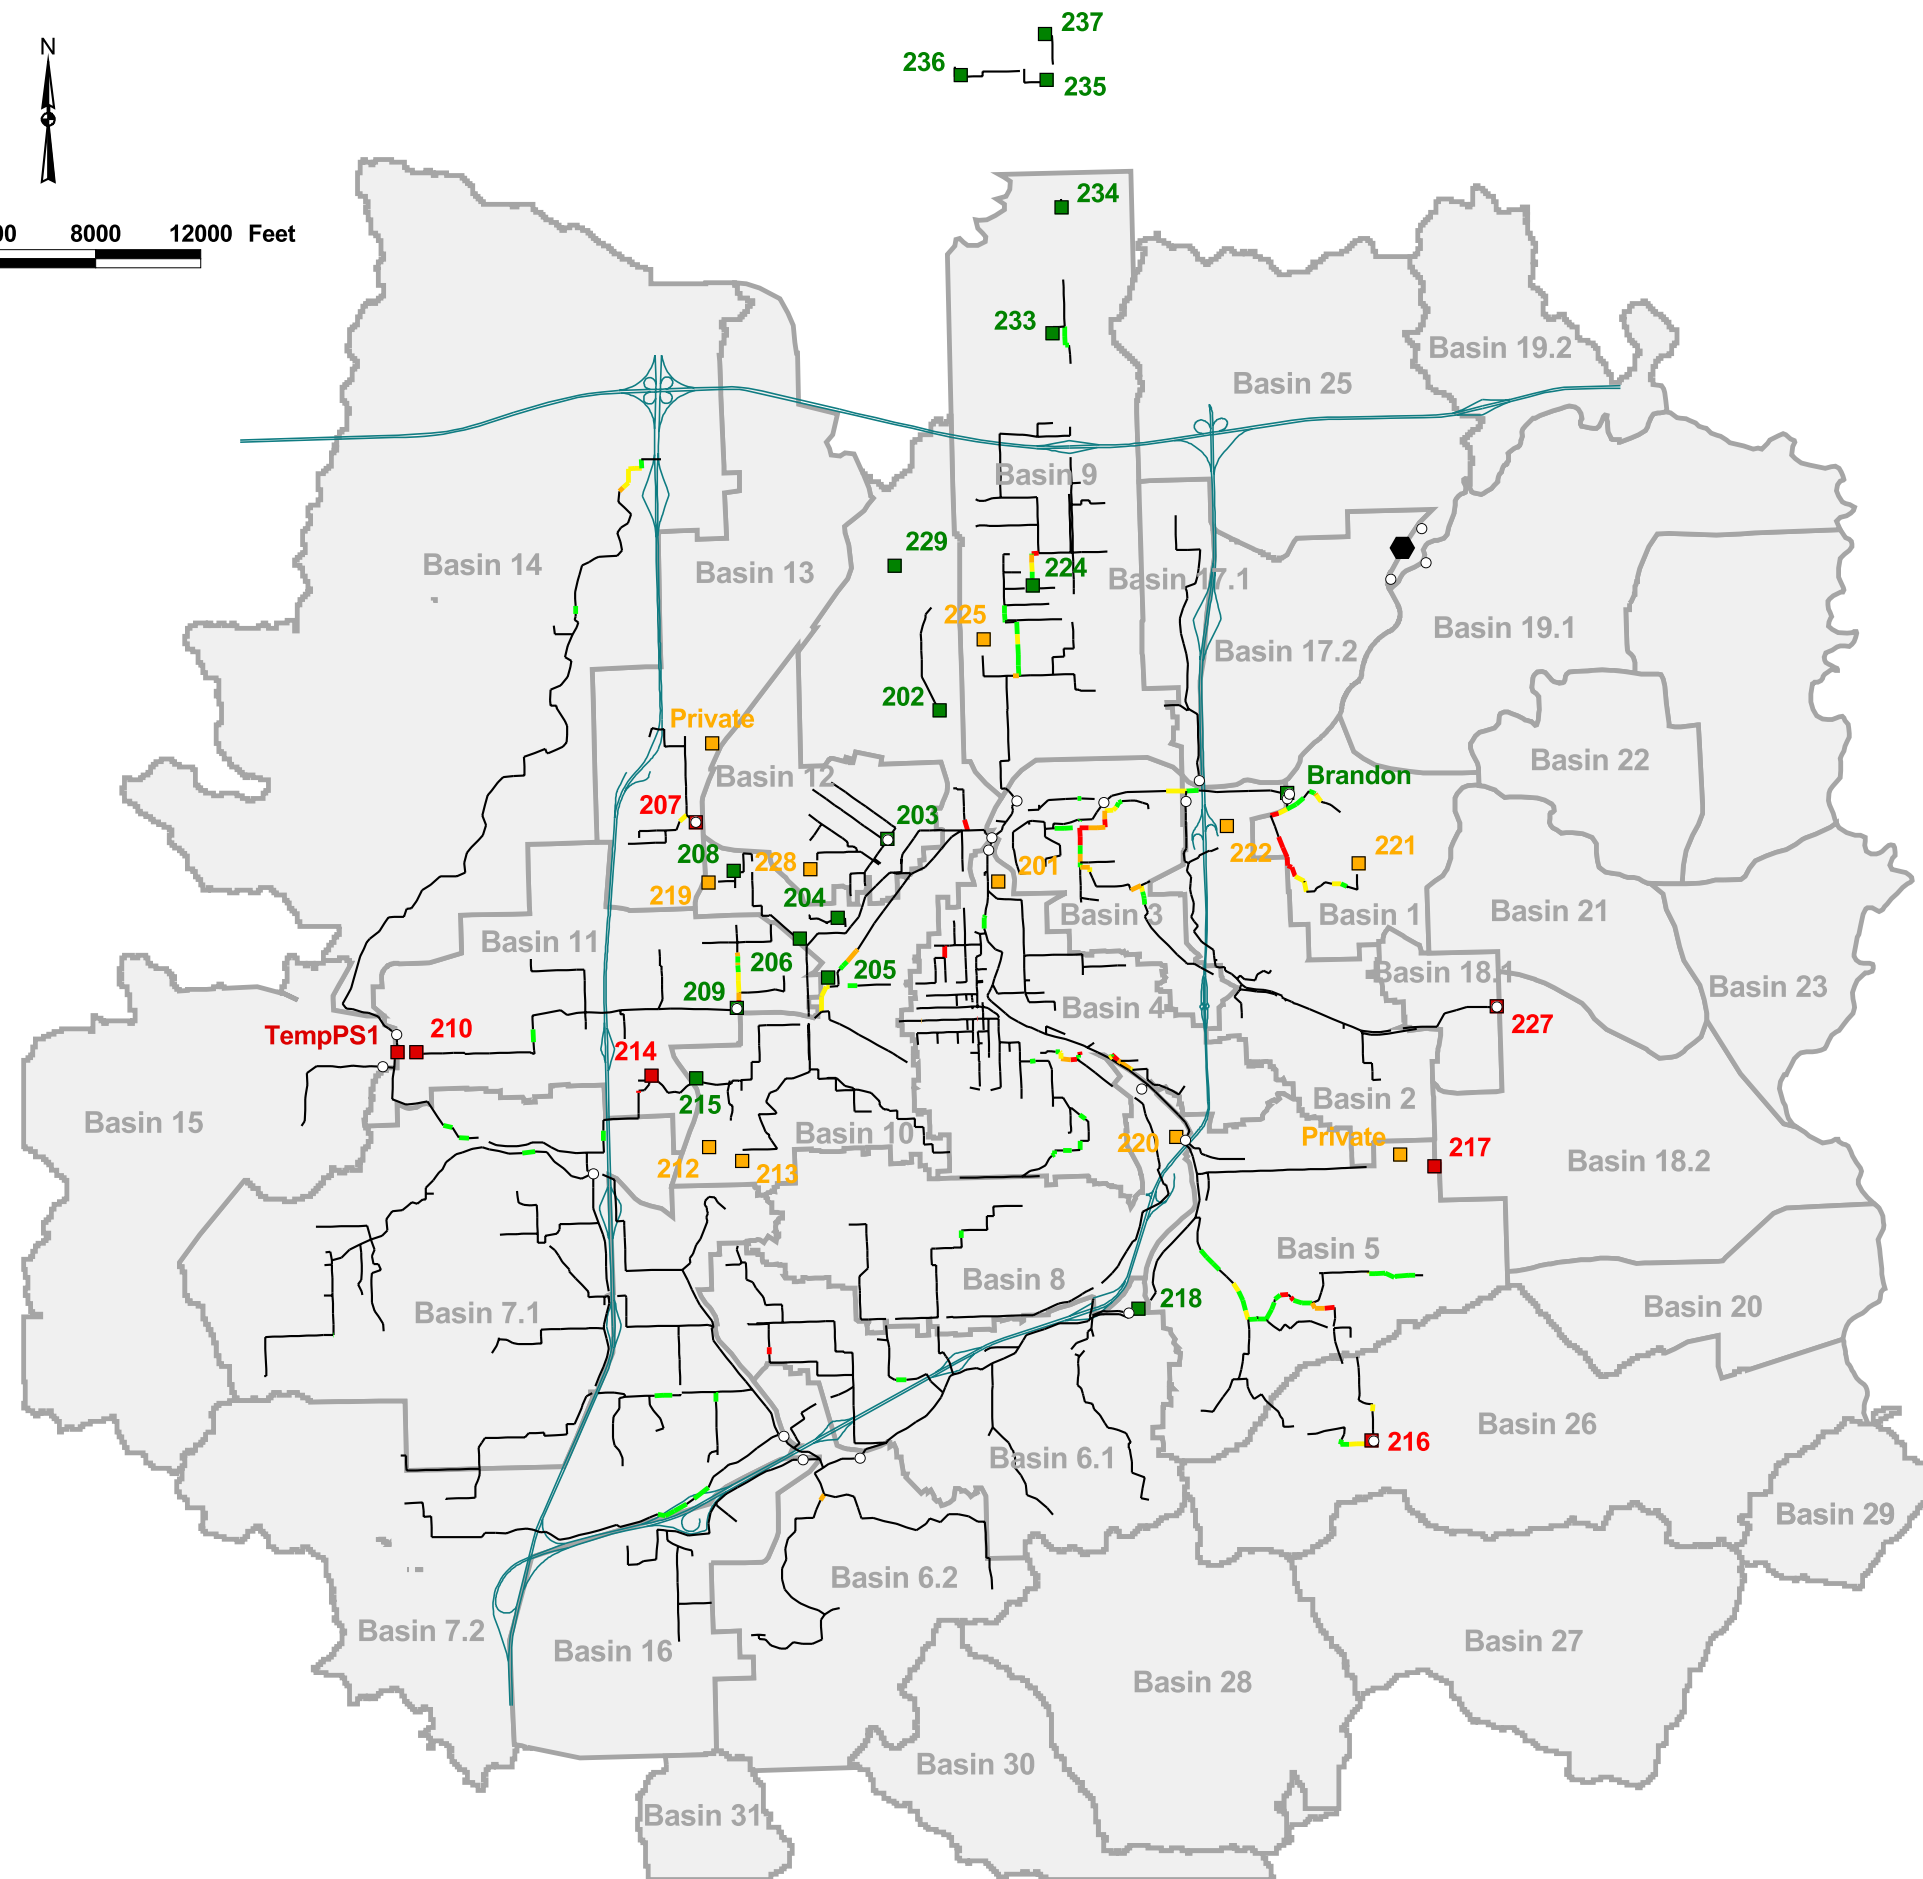 237
236
235
N
234
00 8000 12000 Feet
233
Basin 19.2
Basin 25
Basin 9
229
Basin 14
Basin 13
224
Basin 17.1
225
Basin 19.1
Basin 17.2
202
Private
Basin 22
Basin 12
Brandon
207
203
208
228
201
222
221
219
204
Basin 3
Basin 1
Basin 21
Basin 11
206
205
Basin 18.1
Basin 23
209
Basin 4
227
TempPS1
210
214
215
Basin 2
Basin 15
Basin 10
220
Private
212
213
217
Basin 18.2
Basin 5
Basin 8
218
Basin 7.1
Basin 20
Basin 26
216
Basin 6.1
Basin 29
Basin 6.2
Basin 7.2
Basin 16
Basin 27
Basin 28
Basin 30
Basin 31